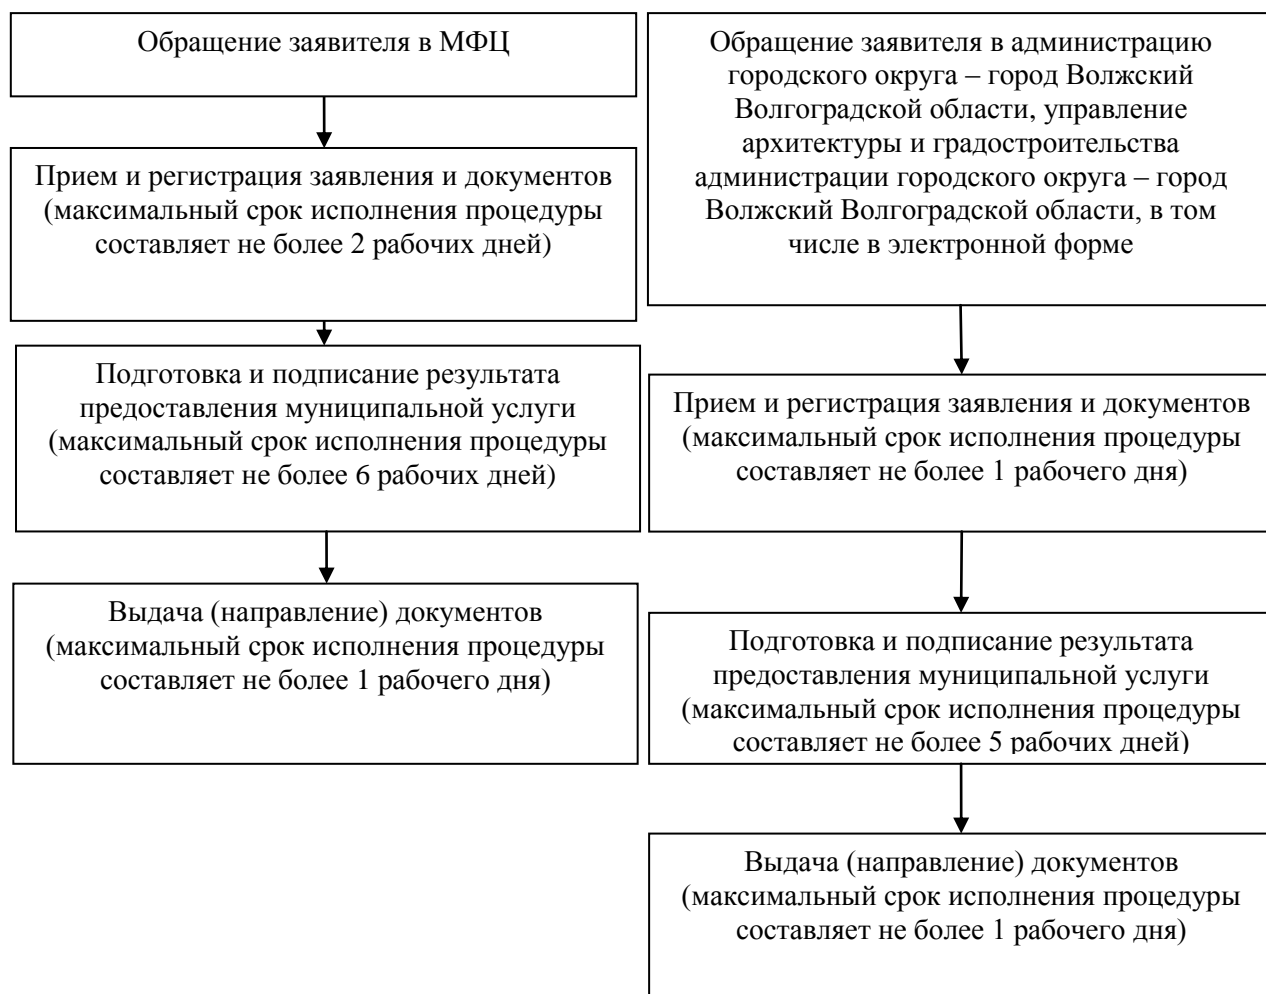 Обращение заявителя в МФЦ
Прием и регистрация заявления и документов
(максимальный срок исполнения процедуры
составляет не более 2 рабочих дней)
Подготовка и подписание результата
предоставления муниципальной услуги
(максимальный срок исполнения процедуры
составляет не более 6 рабочих дней)
Выдача (направление) документов
(максимальный срок исполнения процедуры
составляет не более 1 рабочего дня)
Обращение заявителя в администрацию
городского округа – город Волжский
Волгоградской области, управление
архитектуры и градостроительства
администрации городского округа – город
Волжский Волгоградской области, в том
числе в электронной форме
Прием и регистрация заявления и документов
(максимальный срок исполнения процедуры
составляет не более 1 рабочего дня)
Подготовка и подписание результата
предоставления муниципальной услуги
(максимальный срок исполнения процедуры
составляет не более 5 рабочих дней)
Выдача (направление) документов
(максимальный срок исполнения процедуры
составляет не более 1 рабочего дня)